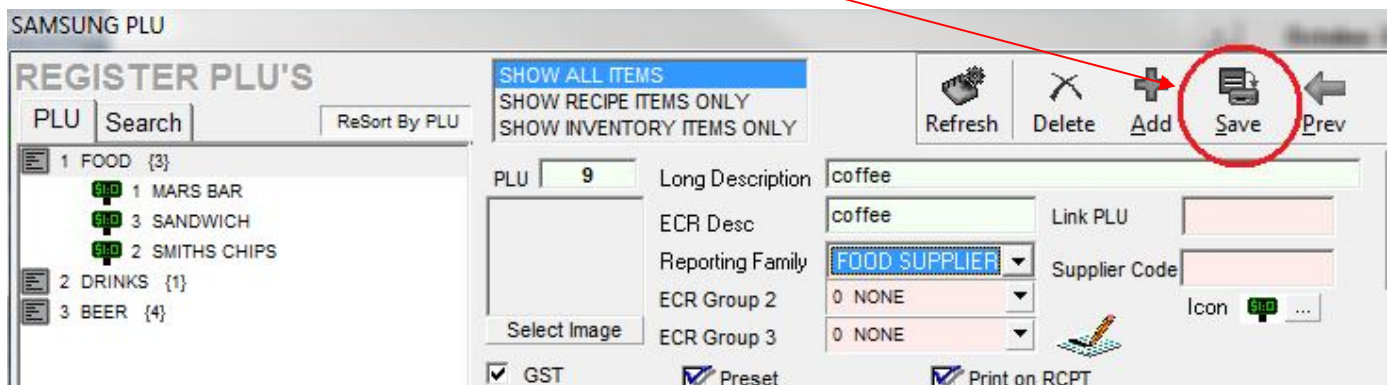 SAMSUNG PLU
REGISTER PLU'S
PLU Search ReSort By PLU
1 FOOD {3}
1 MARS BAR
3 SANDWICH
2 SMITHS CHIPS
2 DRINKS {1}
3 BEER {4}
SHOW ALL ITEMS
SHOW RECIPE ITEMS ONLY
SHOW INVENTORY ITEMS ONLY
Refresh Delete Add Save Prev
PLU 9 Long Description coffee
ECR Desc coffee Link PLU
Reporting Family FOOD SUPPLIER Supplier Code
ECR Group 2 0 NONE Icon ...
Select Image ECR Group 3 0 NONE
GST Preset Print on RCPT